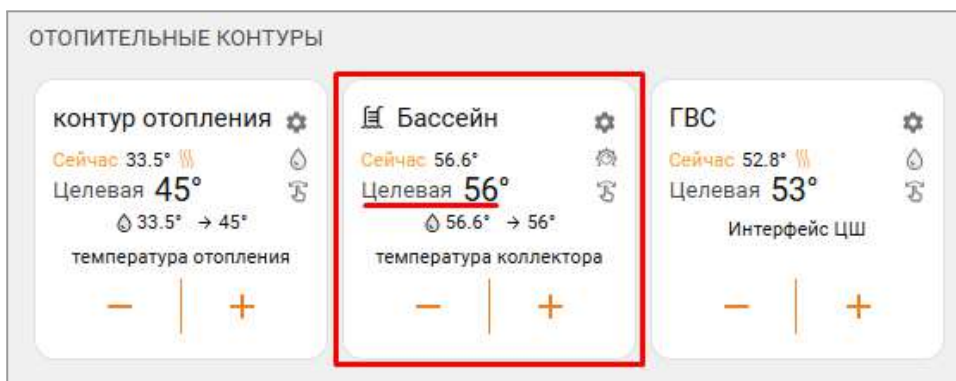 ОТОПИТЕЛЬНЫЕ КОНТУРЫ
контур отопления
Сейчас 33.5°
Целевая 45°
33.5° → 45°
температура отопления
− +
Бассейн
Сейчас 56.6°
Целевая 56°
56.6° → 56°
температура коллектора
− +
ГВС
Сейчас 52.8°
Целевая 53°
Интерфейс ЦШ
− +